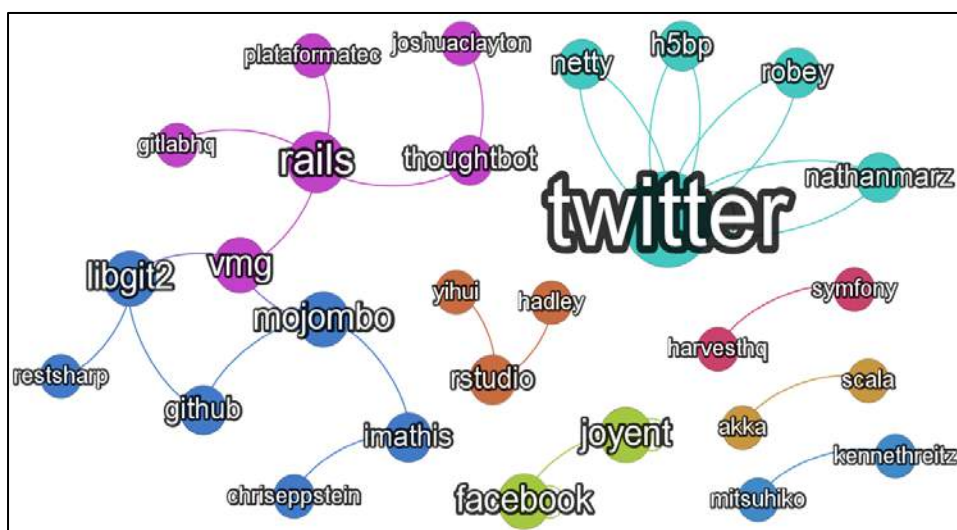 plataformatec
joshuaclayton
netty
h5bp
robey
gitlabhq
rails
thoughtbot
nathanmarz
twitter
libgit2
vmg
mojombo
yihui
hadley
symfony
harvesthq
restsharp
github
rstudio
scala
akka
imathis
joyent
kennethreitz
chriseppstein
facebook
mitsuhiko